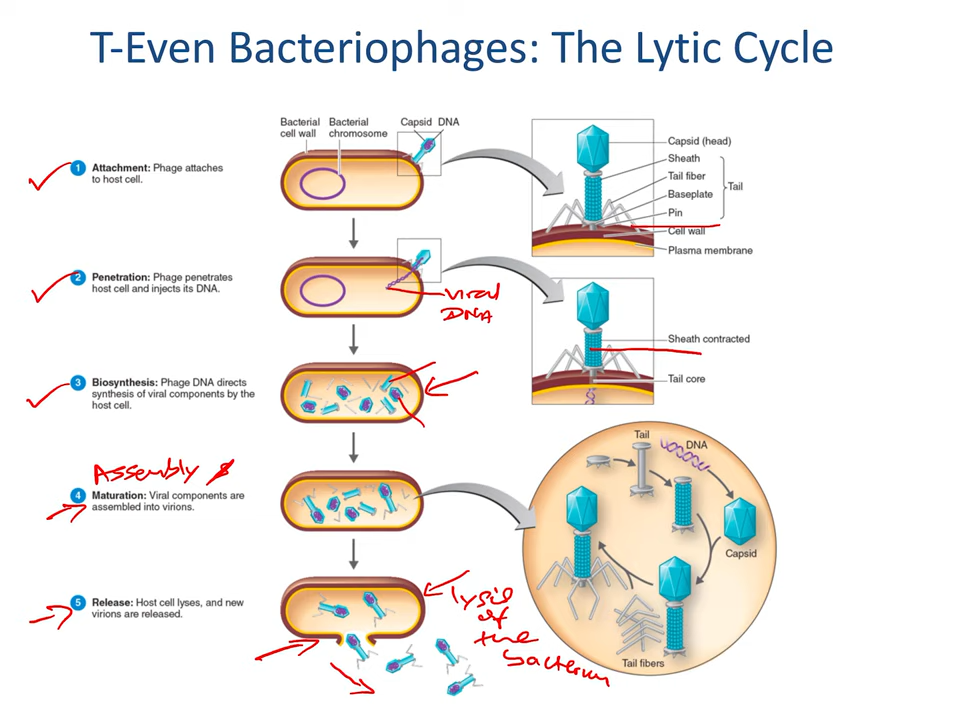 T-Even Bacteriophages: The Lytic Cycle
Bacterial
cell wall
Bacterial
chromosome
Capsid DNA
1 Attachment: Phage attaches
to host cell.
Capsid (head)
Sheath
Tail fiber
Baseplate
Pin
Tail
Cell wall
Plasma membrane
2 Penetration: Phage penetrates
host cell and injects its DNA.
viral
DNA
Sheath contracted
Tail core
3 Biosynthesis: Phage DNA directs
synthesis of viral components by the
host cell.
Assembly
4 Maturation: Viral components are
assembled into virions.
Tail
DNA
Capsid
Tail fibers
5 Release: Host cell lyses, and new
virions are released.
lysis
of
the
bacterium